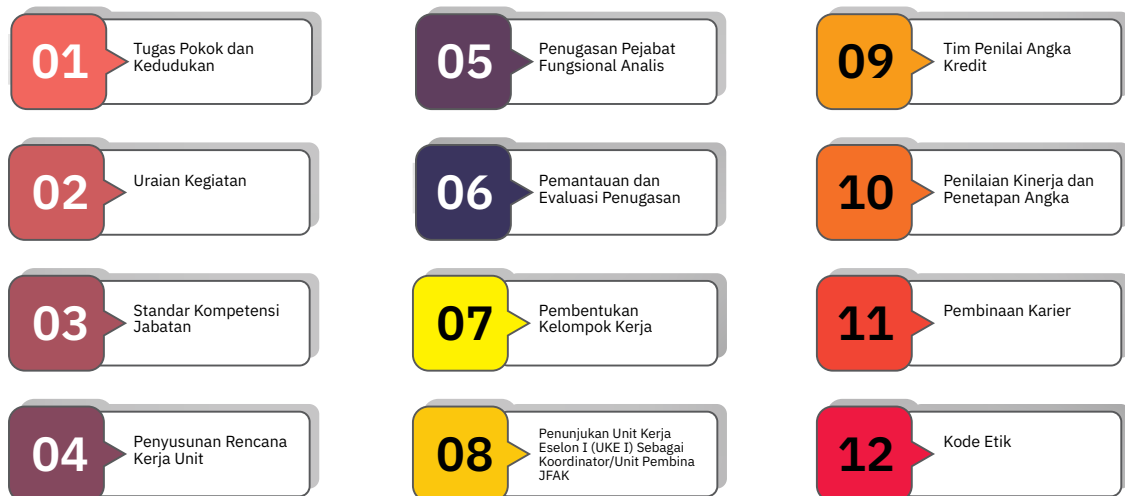 01
Tugas Pokok dan
Kedudukan
02
Uraian Kegiatan
03
Standar Kompetensi
Jabatan
04
Penyusunan Rencana
Kerja Unit
05
Penugasan Pejabat
Fungsional Analis
06
Pemantauan dan
Evaluasi Penugasan
07
Pembentukan
Kelompok Kerja
08
Penunjukan Unit Kerja
Eselon I (UKE I) Sebagai
Koordinator/Unit Pembina
JFAK
09
Tim Penilai Angka
Kredit
10
Penilaian Kinerja dan
Penetapan Angka
11
Pembinaan Karier
12
Kode Etik